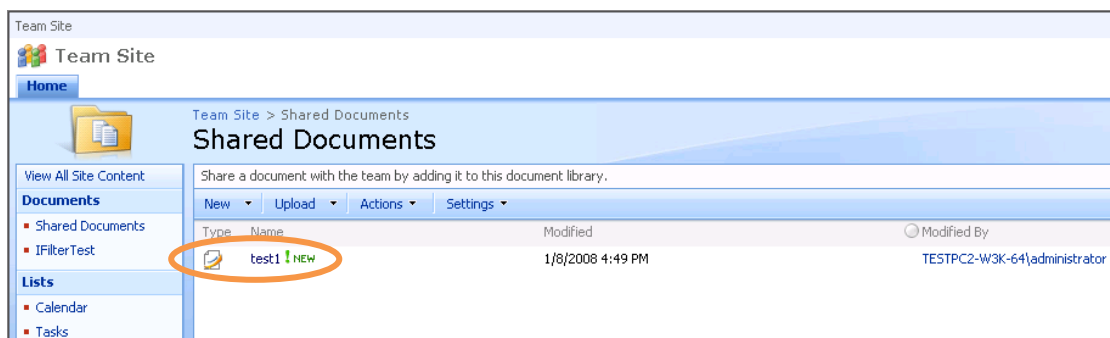 Team Site
Team Site
Home
Team Site > Shared Documents
Shared Documents
View All Site Content
Share a document with the team by adding it to this document library.
Documents
New Upload Actions Settings
Shared Documents
Type Name Modified Modified By
IFilterTest
test1 ! NEW 1/8/2008 4:49 PM TESTPC2-W3K-64\administrator
Lists
Calendar
Tasks